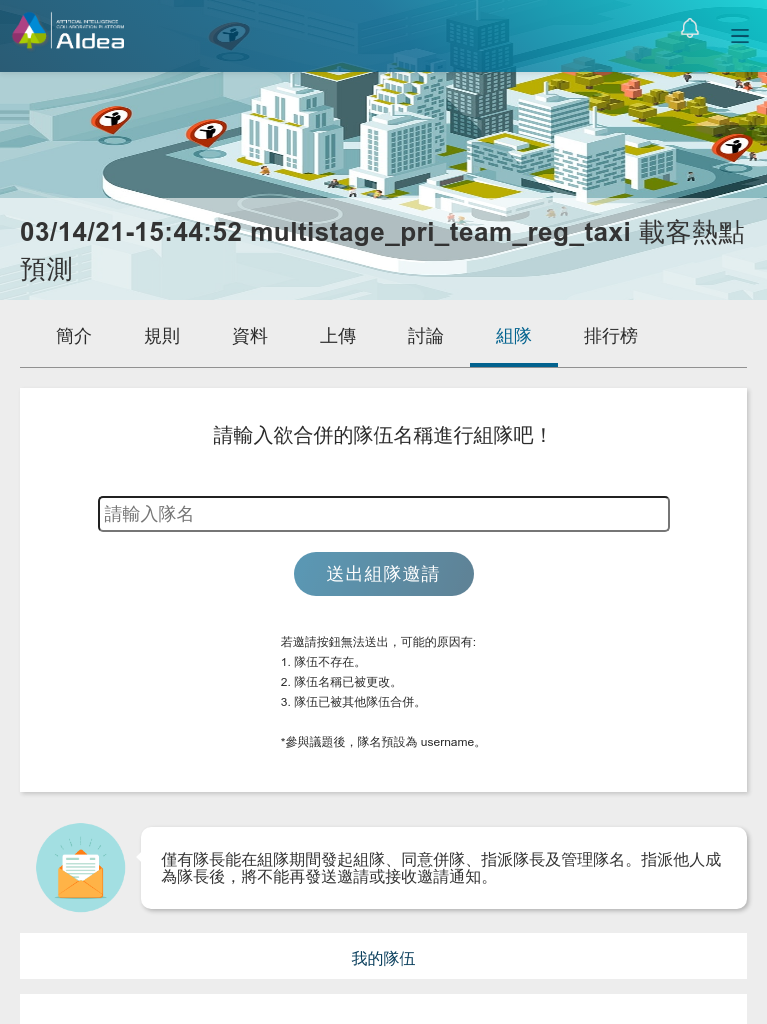 ARTIFICIAL INTELLIGENCE
COLLABORATION PLATFORM
AIdea
03/14/21-15:44:52 multistage_pri_team_reg_taxi 載客熱點
預測
簡介
規則
資料
上傳
討論
組隊
排行榜
請輸入欲合併的隊伍名稱進行組隊吧！
請輸入隊名
送出組隊邀請
若邀請按鈕無法送出，可能的原因有:
1. 隊伍不存在。
2. 隊伍名稱已被更改。
3. 隊伍已被其他隊伍合併。
*參與議題後，隊名預設為 username。
僅有隊長能在組隊期間發起組隊、同意併隊、指派隊長及管理隊名。指派他人成
為隊長後，將不能再發送邀請或接收邀請通知。
我的隊伍